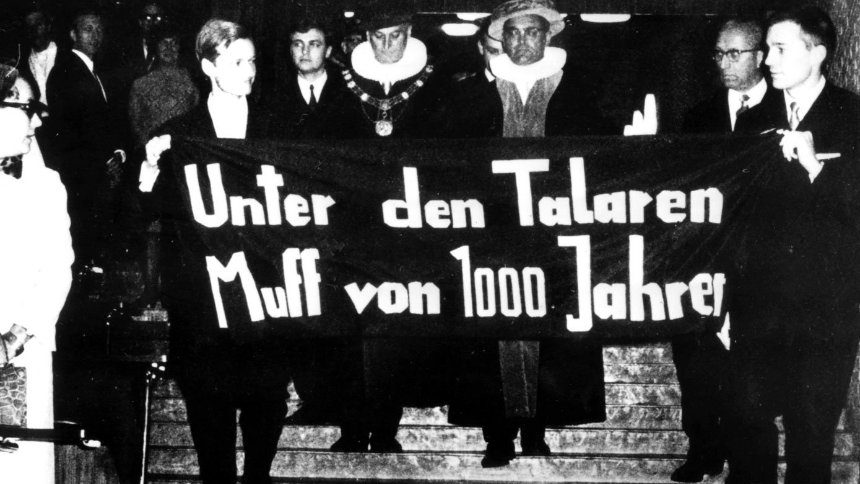 Unter den Talaren
Muff von 1000 Jahren